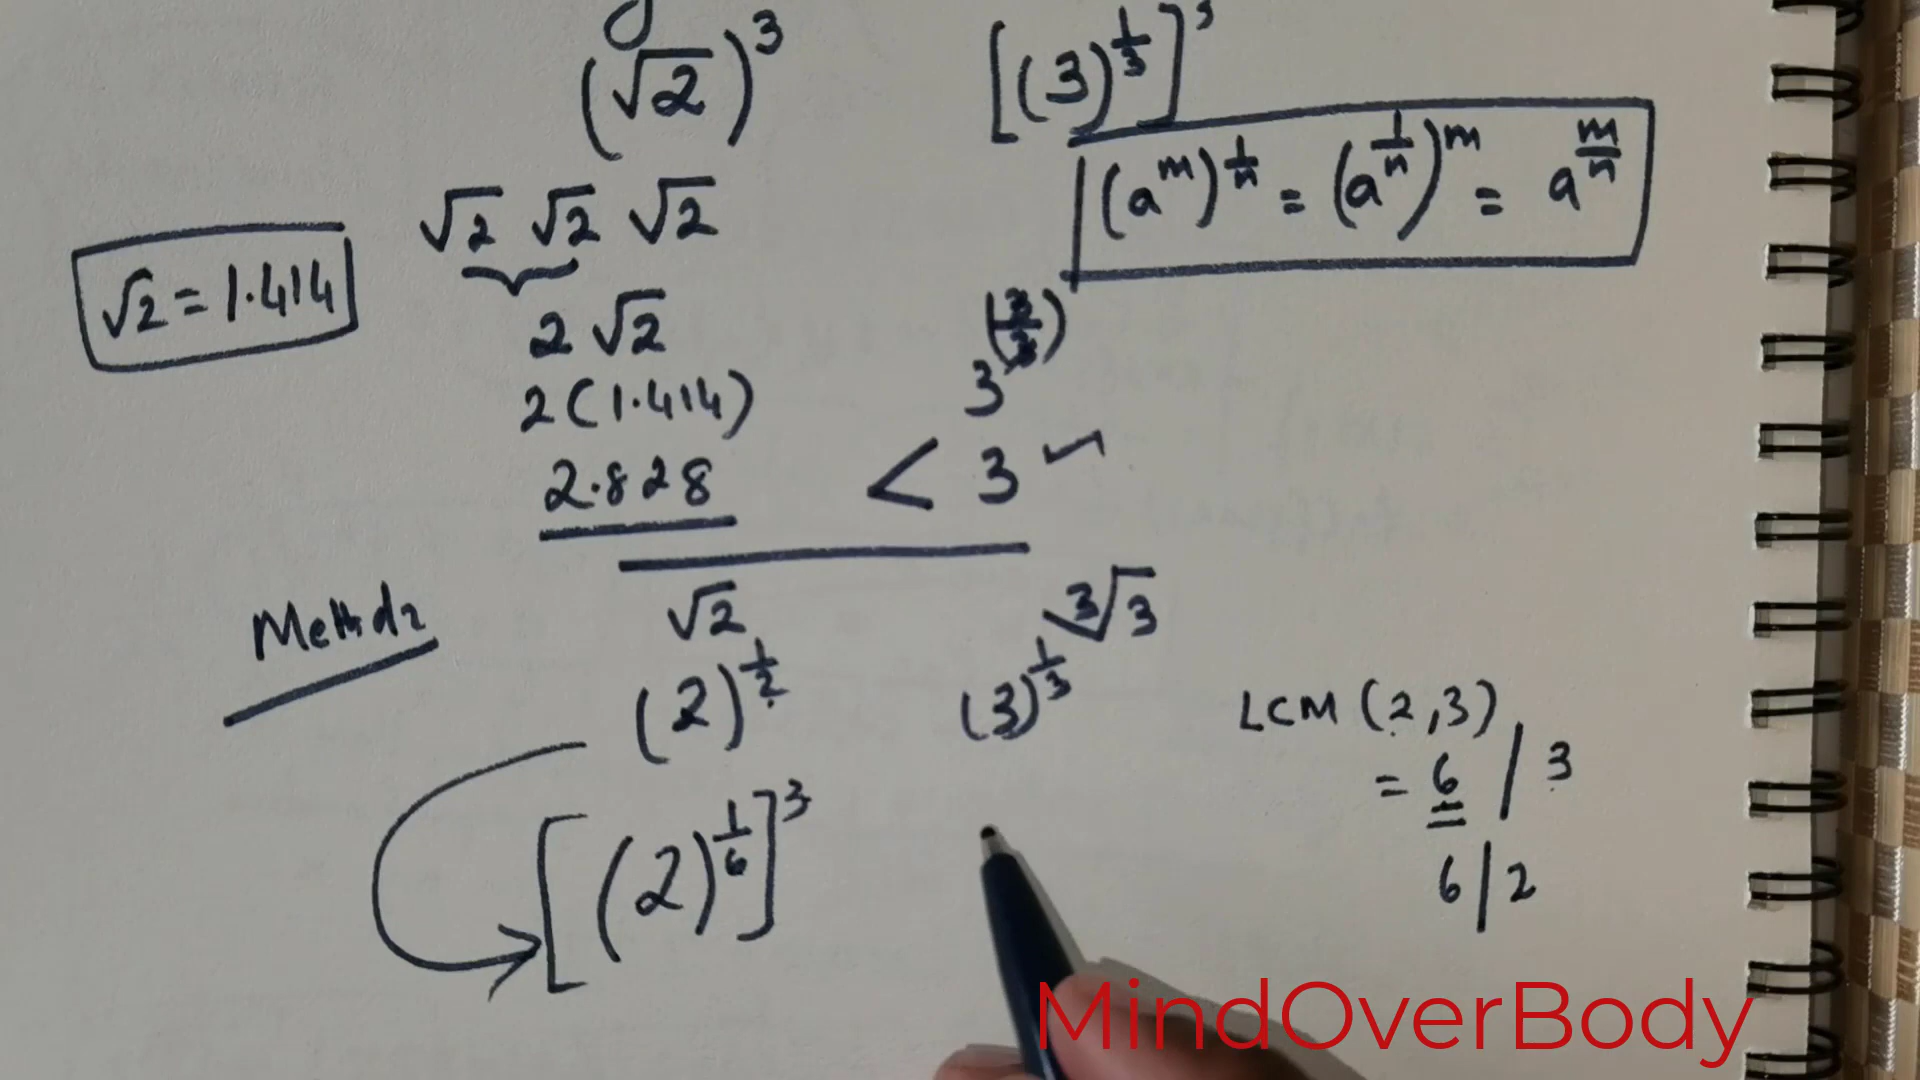 (√2)³ [(3)^{1/3}]³
(a^m)^{1/n} = (a^{1/n})^m = a^{m/n}
√2 √2 √2
√2 = 1.414
2√2
3^{(3/3)}
2(1.414)
2.828 < 3
Method2
√2 ³√3
(2)^{1/2} (3)^{1/3}
LCM (2,3)
= 6 / 3
6/2
[(2)^{1/6}]³
MindOverBody